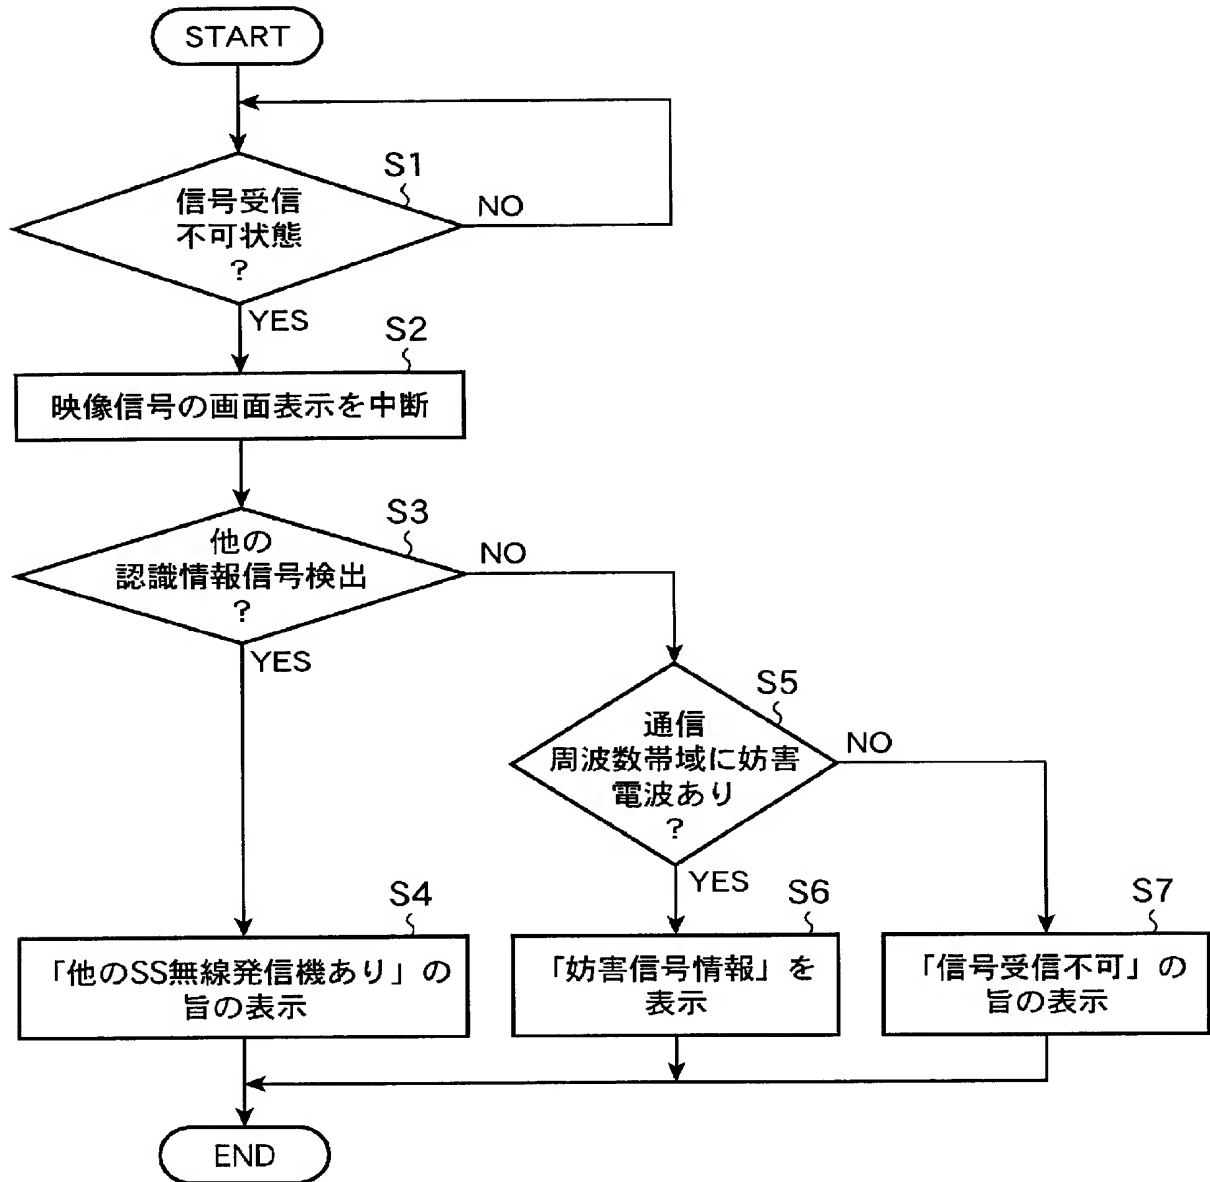 START
S1
信号受信
不可状態
?
NO
YES
S2
映像信号の画面表示を中断
S3
他の
認識情報信号検出
?
NO
YES
S5
通信
周波数帯域に妨害
電波あり
?
NO
YES
S4
「他のSS無線発信機あり」の
旨の表示
S6
「妨害信号情報」を
表示
S7
「信号受信不可」の
旨の表示
END